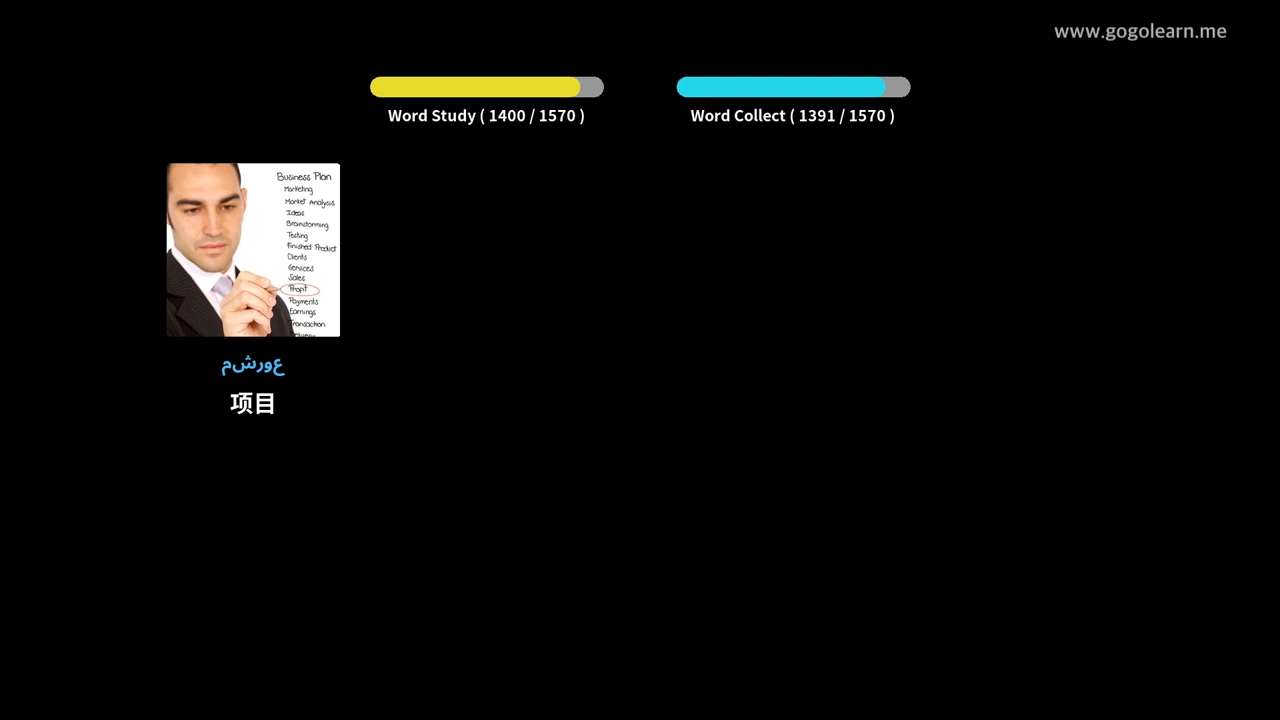 www.gogolearn.me
Word Study ( 1400 / 1570 )
Word Collect ( 1391 / 1570 )
Business Plan
Marketing
Market Analysis
Ideas
Brainstorming
Testing
Finished Product
Clients
Services
Sales
Profit
Payments
Earnings
Transaction
Delivery
مشروع
项目